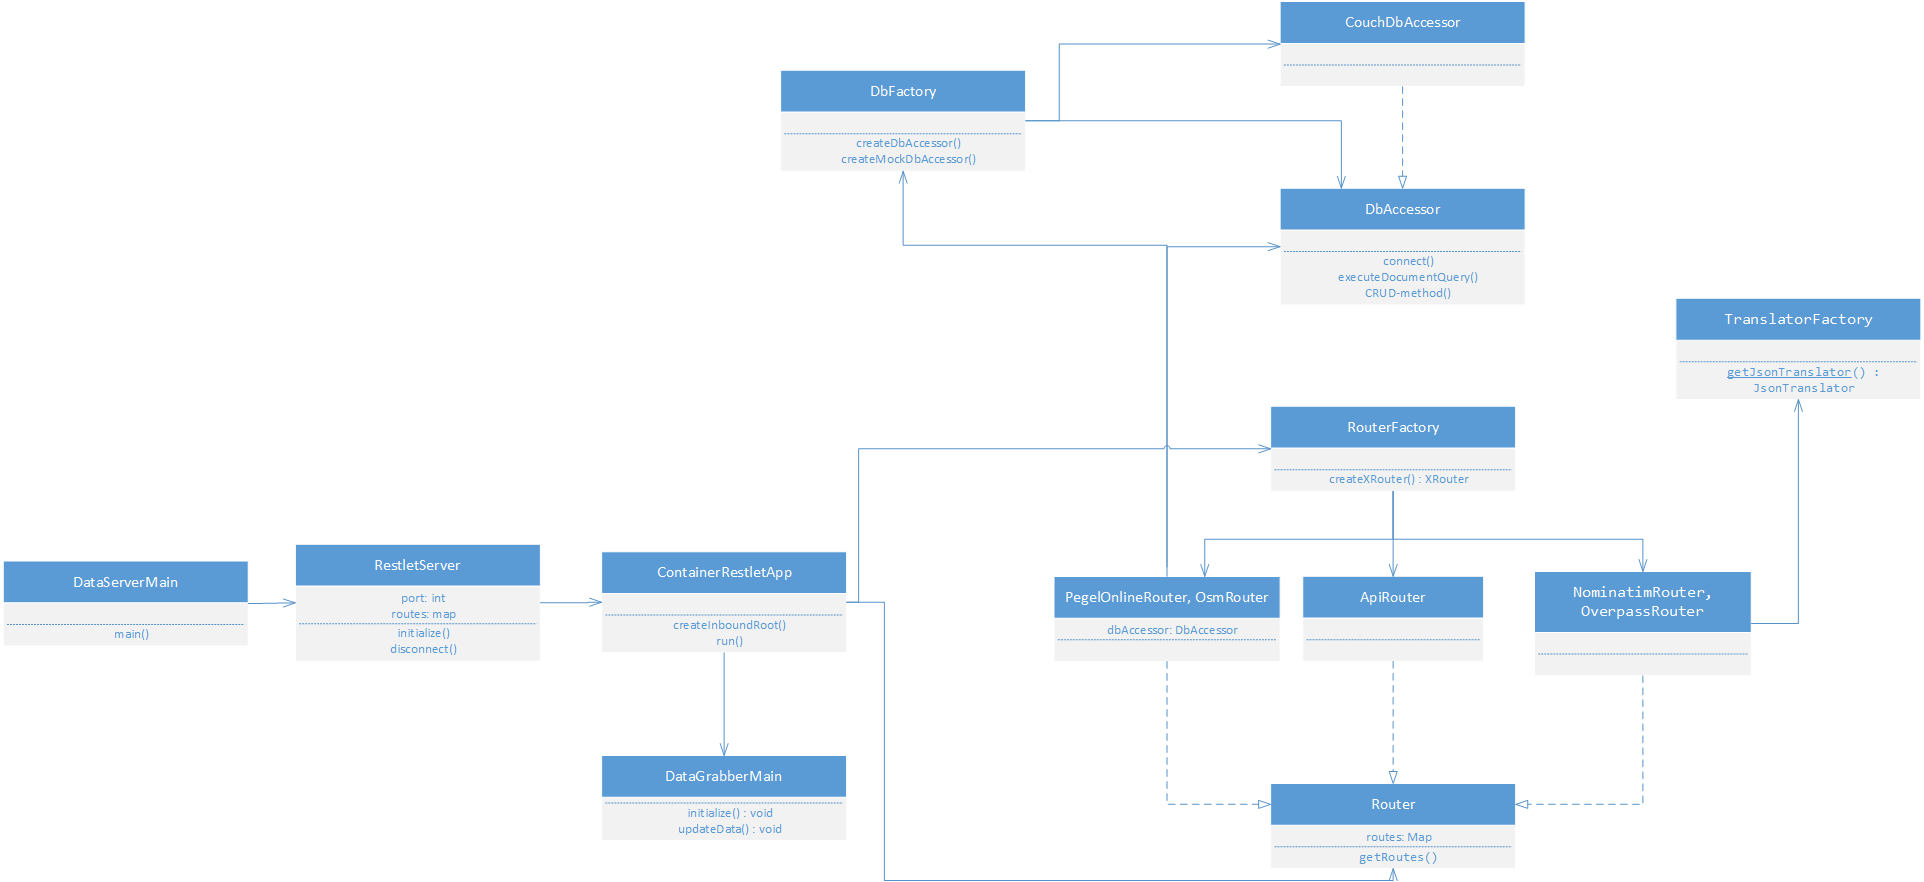 CouchDbAccessor
DbFactory
createDbAccessor()
createMockDbAccessor()
DbAccessor
connect()
executeDocumentQuery()
CRUD-method()
TranslatorFactory
getJsonTranslator() :
JsonTranslator
RouterFactory
createXRouter() : XRouter
DataServerMain
main()
RestletServer
port: int
routes: map
initialize()
disconnect()
ContainerRestletApp
createInboundRoot()
run()
PegelOnlineRouter, OsmRouter
dbAccessor: DbAccessor
ApiRouter
NominatimRouter,
OverpassRouter
DataGrabberMain
initialize() : void
updateData() : void
Router
routes: Map
getRoutes()